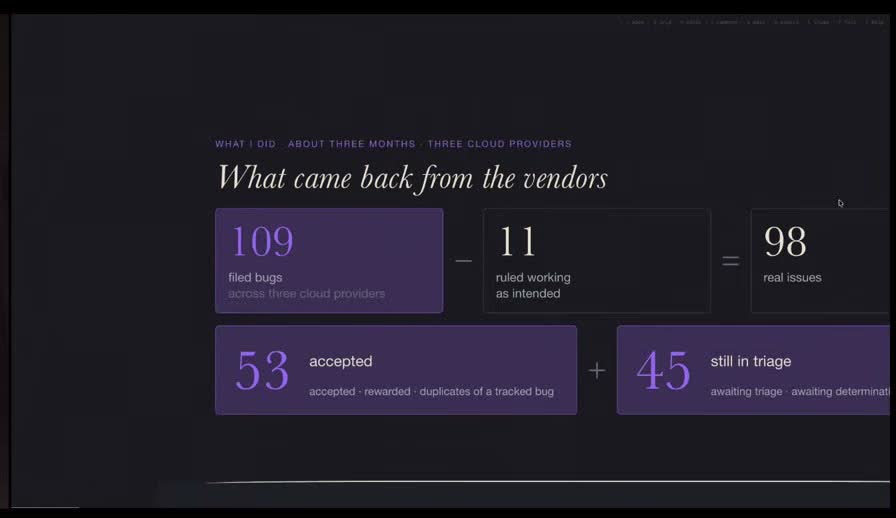 WHAT I DID · ABOUT THREE MONTHS · THREE CLOUD PROVIDERS
What came back from the vendors
109
filed bugs
across three cloud providers
−
11
ruled working
as intended
=
98
real issues
53
accepted
accepted · rewarded · duplicates of a tracked bug
+
45
still in triage
awaiting triage · awaiting